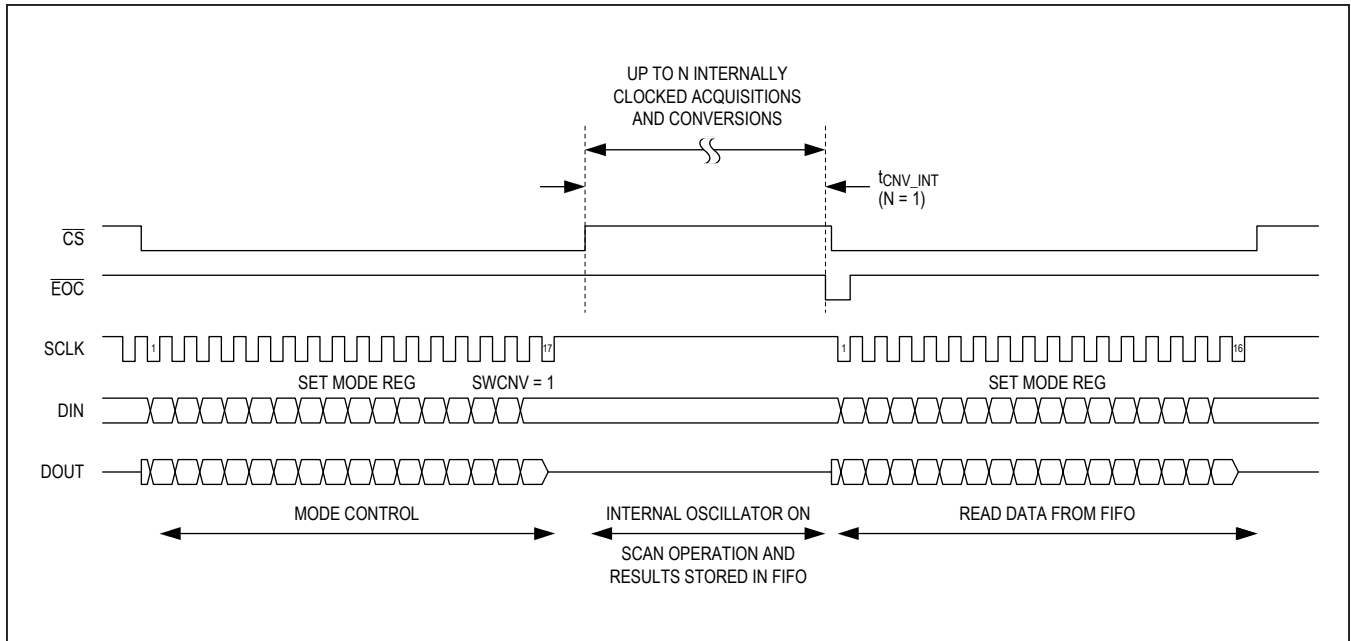 UP TO N INTERNALLY
CLOCKED ACQUISITIONS
AND CONVERSIONS
tCNV_INT
(N = 1)
CS
EOC
SCLK
1
17
1
16
SET MODE REG
SWCNV = 1
SET MODE REG
DIN
DOUT
MODE CONTROL
INTERNAL OSCILLATOR ON
READ DATA FROM FIFO
SCAN OPERATION AND
RESULTS STORED IN FIFO